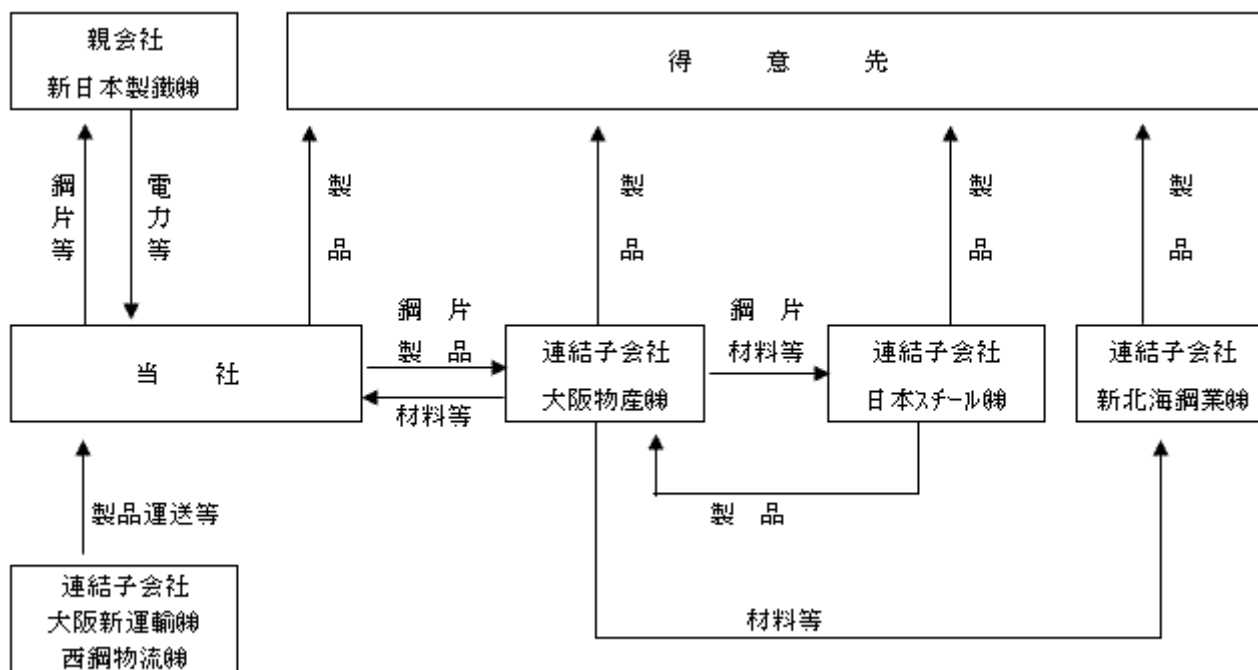 親会社
新日本製鐵㈱
得意先
鋼片等
電力等
製品
製品
製品
製品
当社
鋼片
製品
材料等
連結子会社
大阪物産㈱
鋼片
材料等
連結子会社
日本ｽﾁｰﾙ㈱
連結子会社
新北海鋼業㈱
製品運送等
製品
連結子会社
大阪新運輸㈱
西鋼物流㈱
材料等